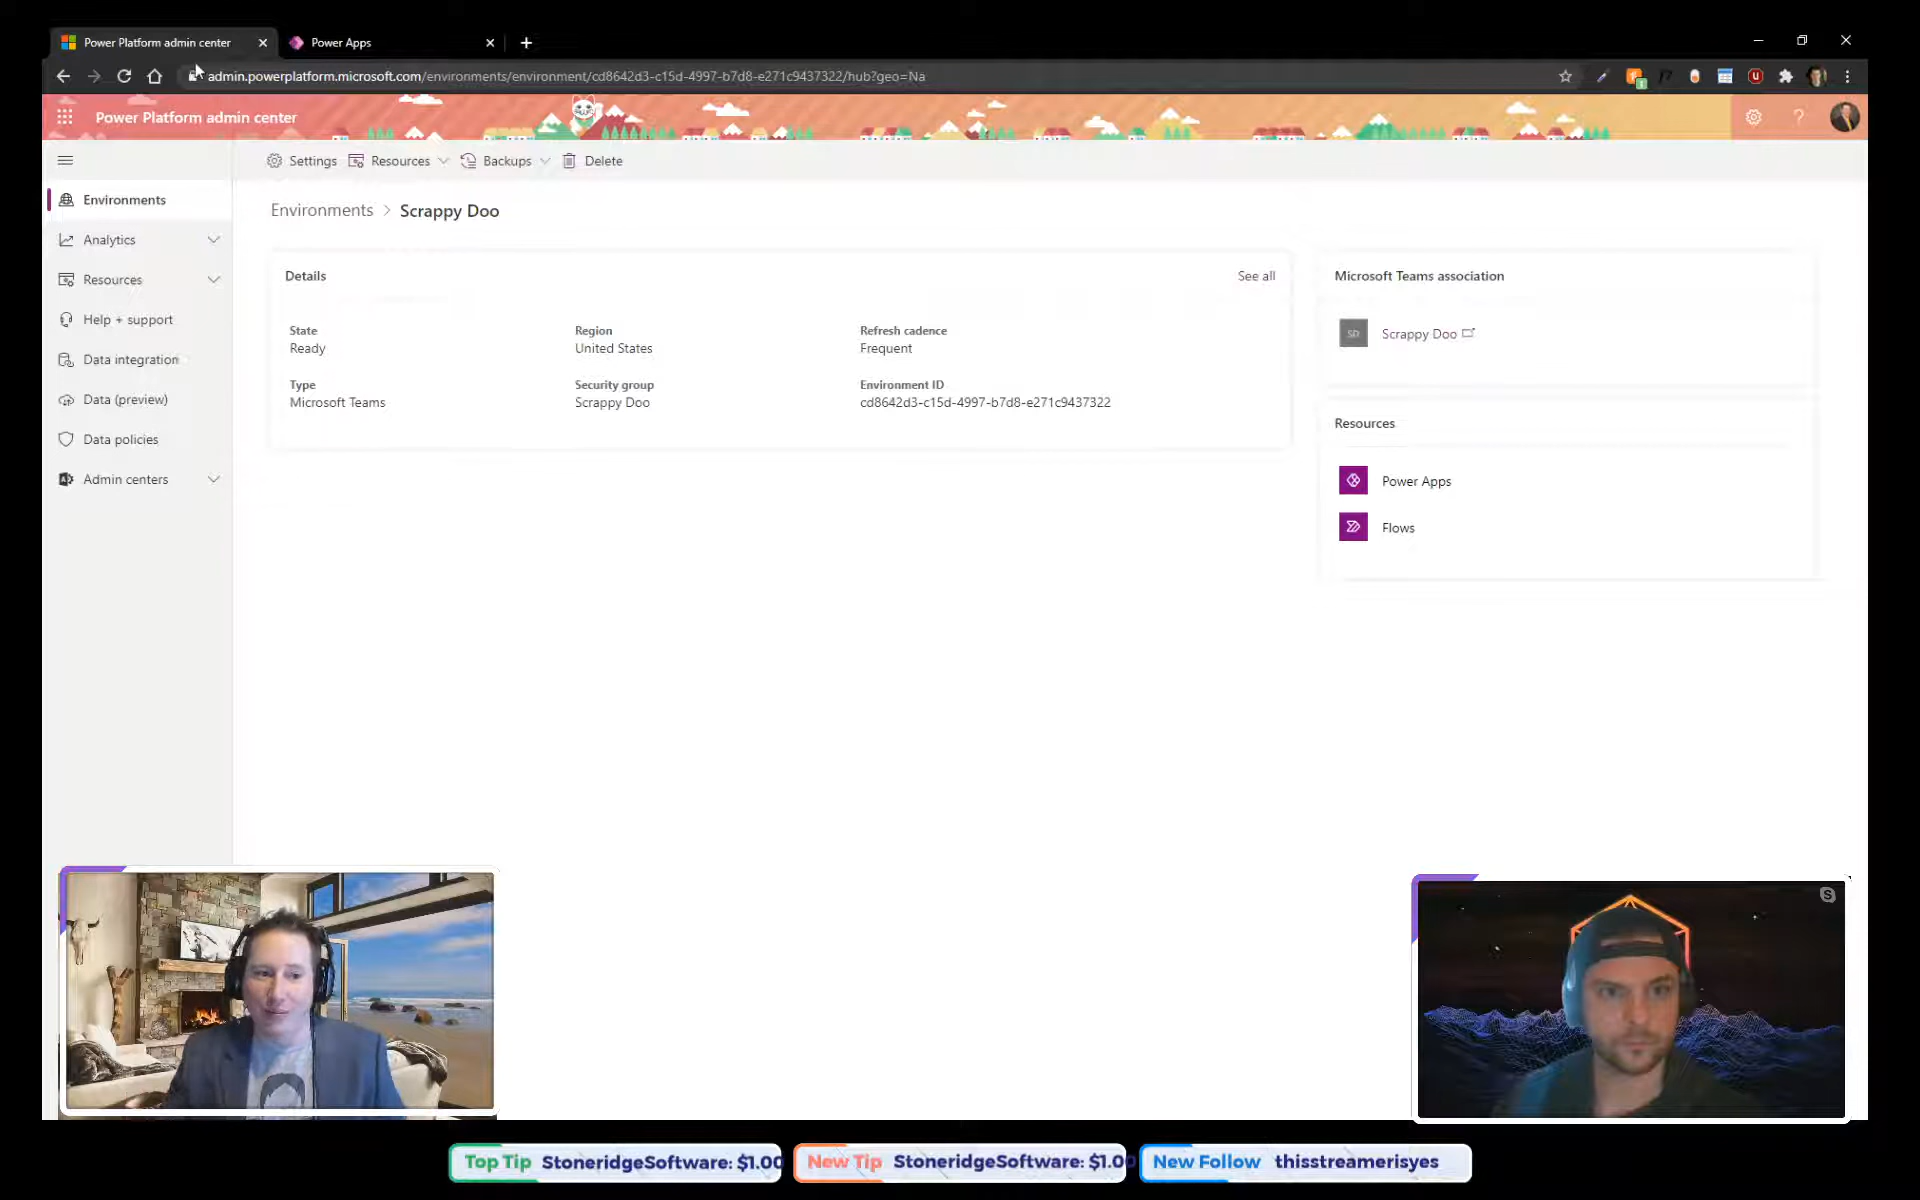 Power Platform admin center
Power Apps
admin.powerplatform.microsoft.com/environments/environment/cd8642d3-c15d-4997-b7d8-e271c9437322/hub?geo=Na
Power Platform admin center
Settings
Resources
Backups
Delete
Environments
Analytics
Resources
Help + support
Data integration
Data (preview)
Data policies
Admin centers
Environments > Scrappy Doo
Details
See all
State
Ready
Region
United States
Refresh cadence
Frequent
Type
Microsoft Teams
Security group
Scrappy Doo
Environment ID
cd8642d3-c15d-4997-b7d8-e271c9437322
Microsoft Teams association
SD
Scrappy Doo
Resources
Power Apps
Flows
Top Tip StoneridgeSoftware: $1.00
New Tip StoneridgeSoftware: $1.00
New Follow thisstreamerisyes